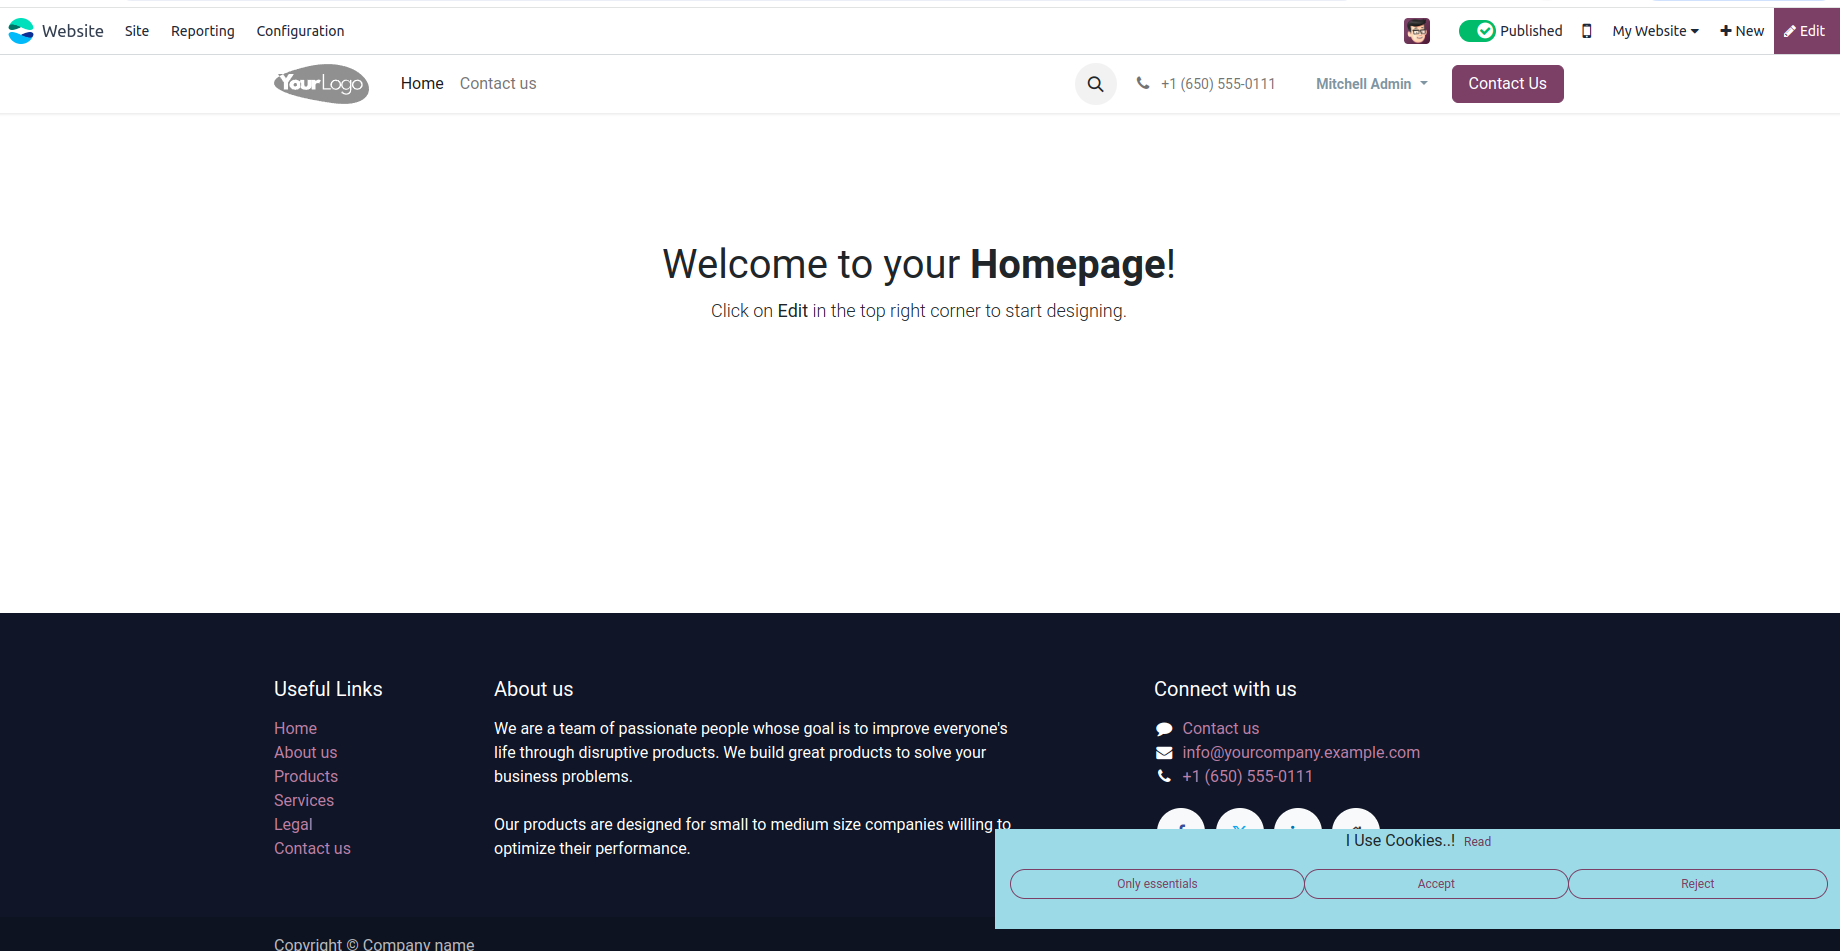 Website Site Reporting Configuration Published My Website New Edit
YourLogo Home Contact us +1 (650) 555-0111 Mitchell Admin Contact Us
Welcome to your Homepage!
Click on Edit in the top right corner to start designing.
Useful Links
Home
About us
Products
Services
Legal
Contact us
About us
We are a team of passionate people whose goal is to improve everyone's
life through disruptive products. We build great products to solve your
business problems.
Our products are designed for small to medium size companies willing to
optimize their performance.
Connect with us
Contact us
info@yourcompany.example.com
+1 (650) 555-0111
I Use Cookies..! Read
Only essentials Accept Reject
Copyright © Company name